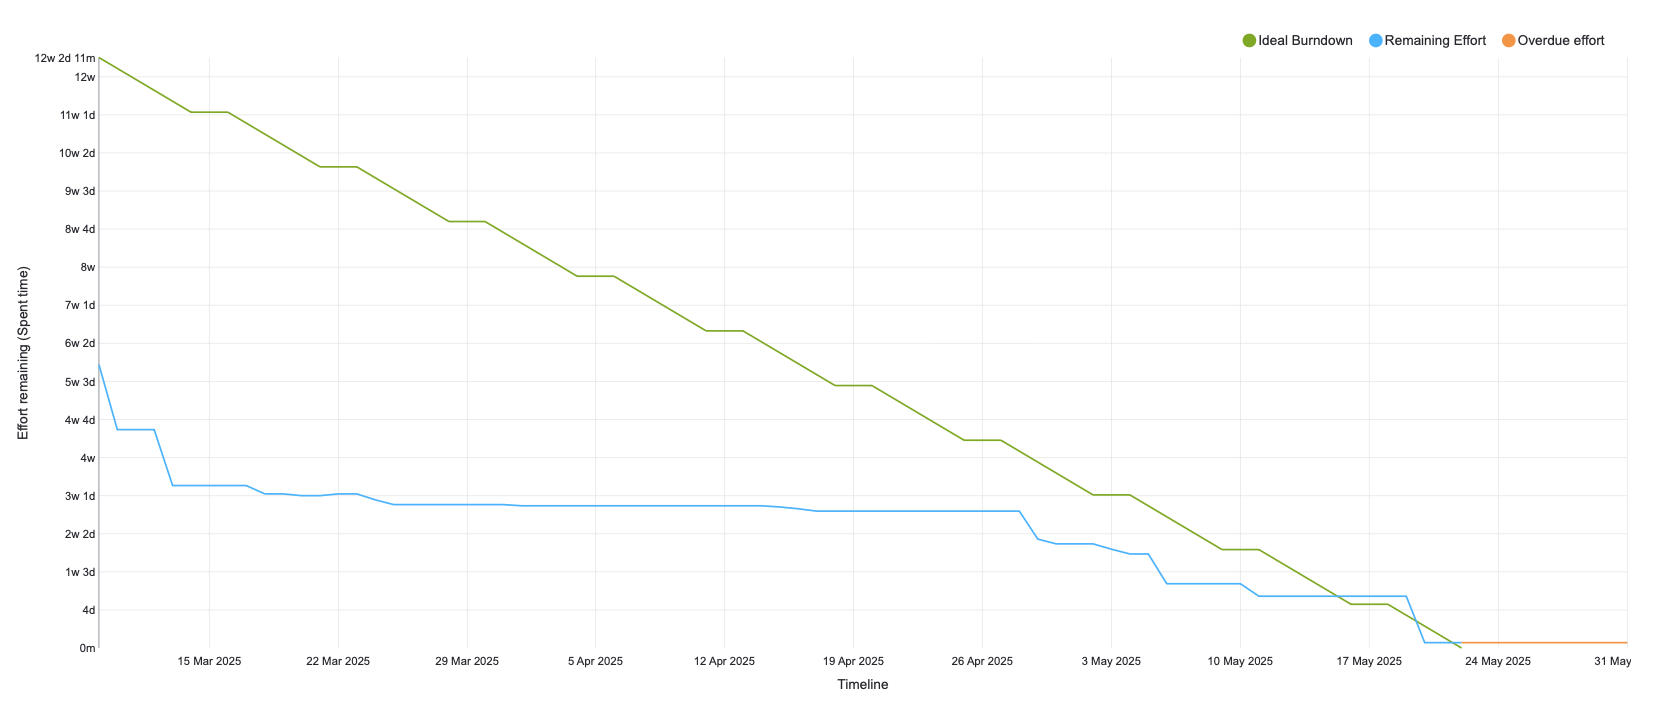 Ideal Burndown
Remaining Effort
Overdue effort
12w 2d 11m
12w
11w 1d
10w 2d
9w 3d
8w 4d
8w
7w 1d
6w 2d
5w 3d
4w 4d
4w
3w 1d
2w 2d
1w 3d
4d
0m
Effort remaining (Spent time)
15 Mar 2025
22 Mar 2025
29 Mar 2025
5 Apr 2025
12 Apr 2025
19 Apr 2025
26 Apr 2025
3 May 2025
10 May 2025
17 May 2025
24 May 2025
31 May
Timeline